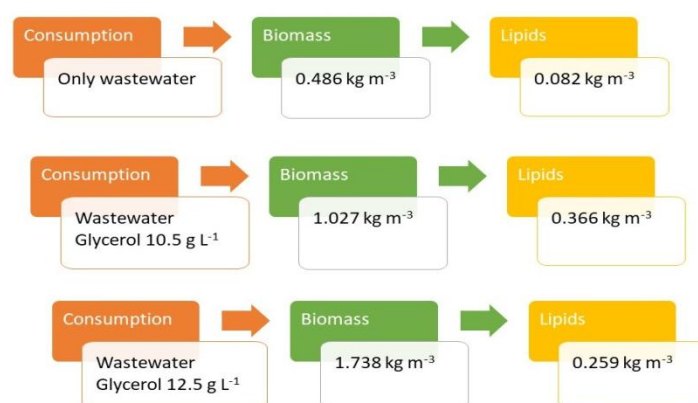 Consumption
Biomass
Lipids
Only wastewater
0.486 kg m⁻³
0.082 kg m⁻³
Consumption
Biomass
Lipids
Wastewater
Glycerol 10.5 g L⁻¹
1.027 kg m⁻³
0.366 kg m⁻³
Consumption
Biomass
Lipids
Wastewater
Glycerol 12.5 g L⁻¹
1.738 kg m⁻³
0.259 kg m⁻³